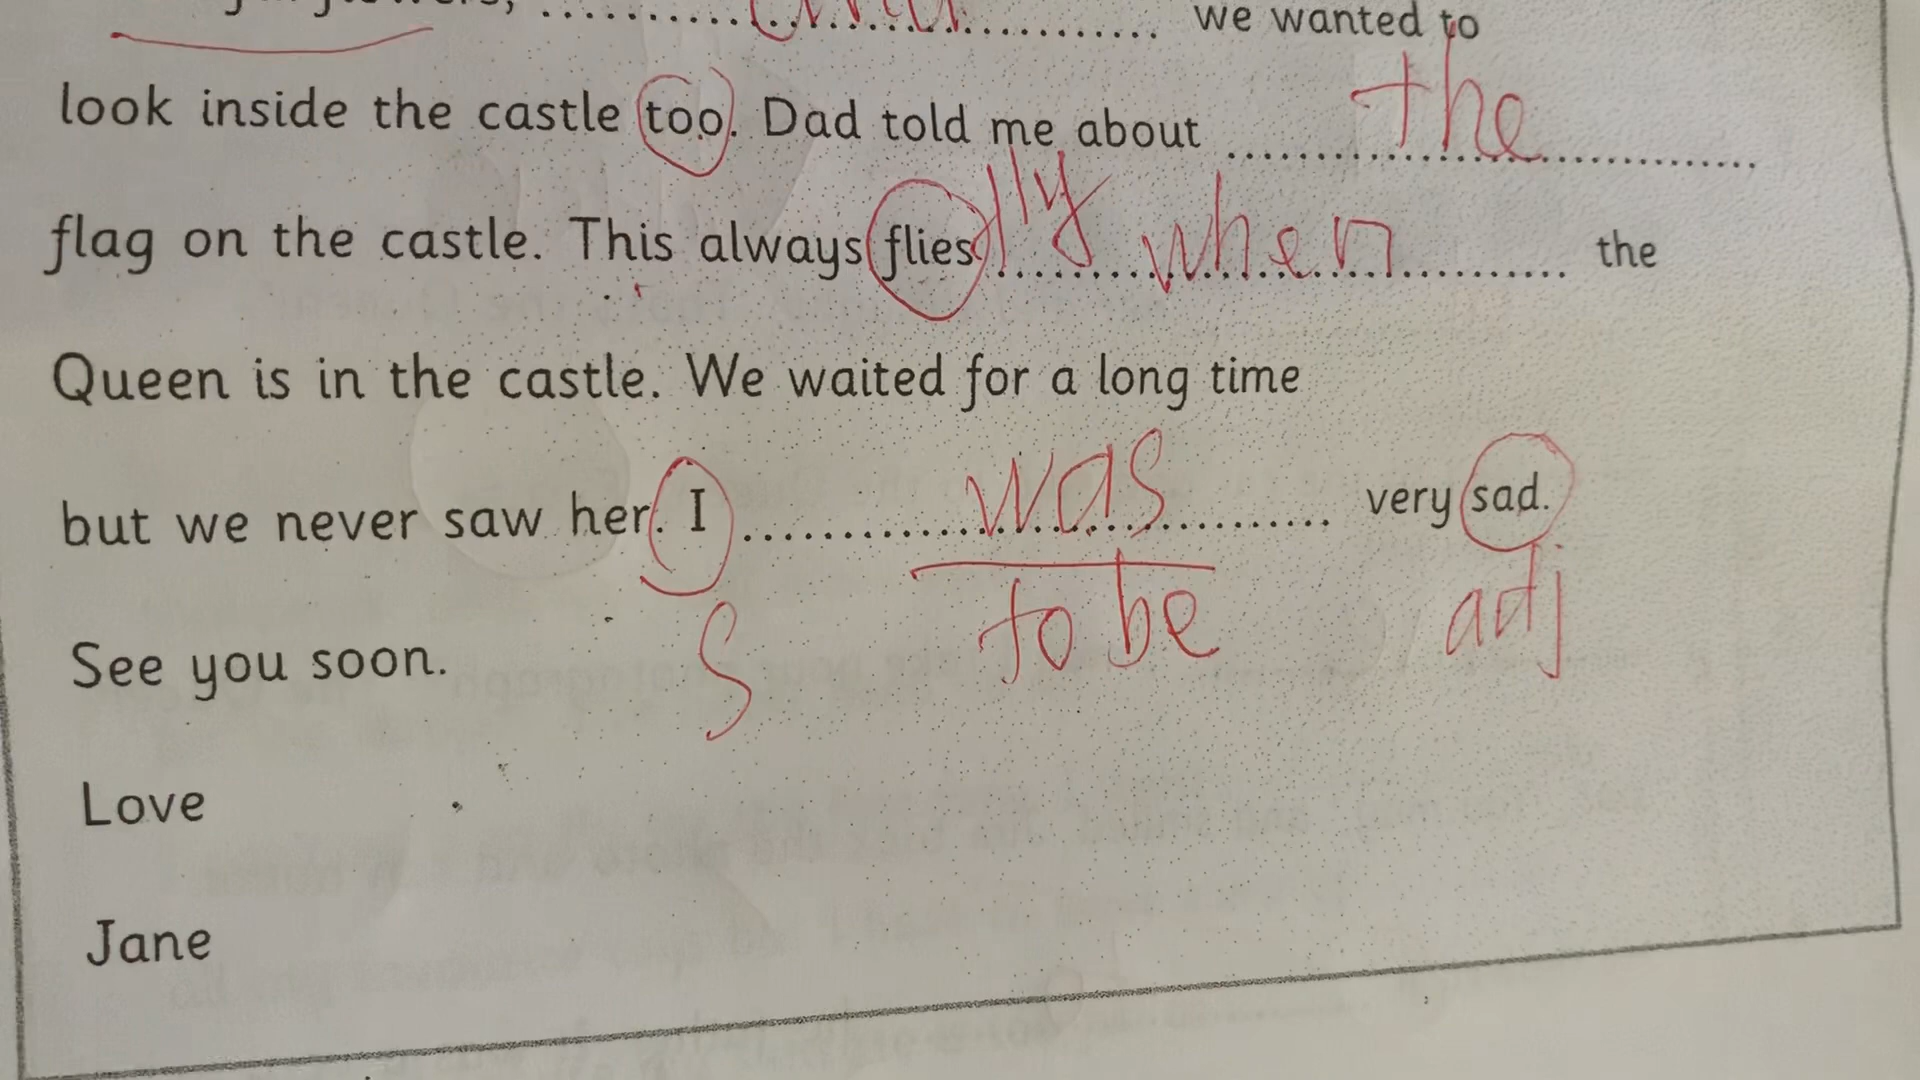 we wanted to
look inside the castle too. Dad told me about the
flag on the castle. This always flies fly when the
Queen is in the castle. We waited for a long time
but we never saw her. I was very sad.
S to be adj
See you soon.
Love
Jane